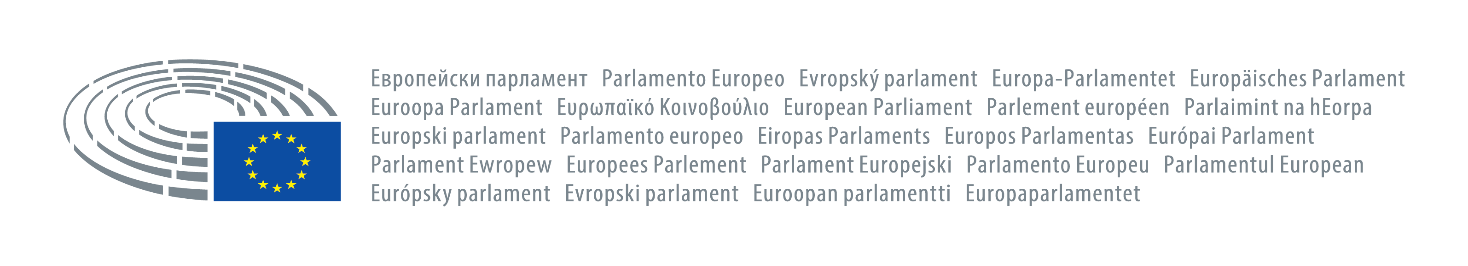 Европейски парламент Parlamento Europeo Evropský parlament Europa-Parlamentet Europäisches Parlament
Euroopa Parlament Ευρωπαϊκό Κοινοβούλιο European Parliament Parlement européen Parlaimint na hEorpa
Europski parlament Parlamento europeo Eiropas Parlaments Europos Parlamentas Európai Parlament
Parlament Ewropew Europees Parlement Parlament Europejski Parlamento Europeu Parlamentul European
Európsky parlament Evropski parlament Euroopan parlamentti Europaparlamentet